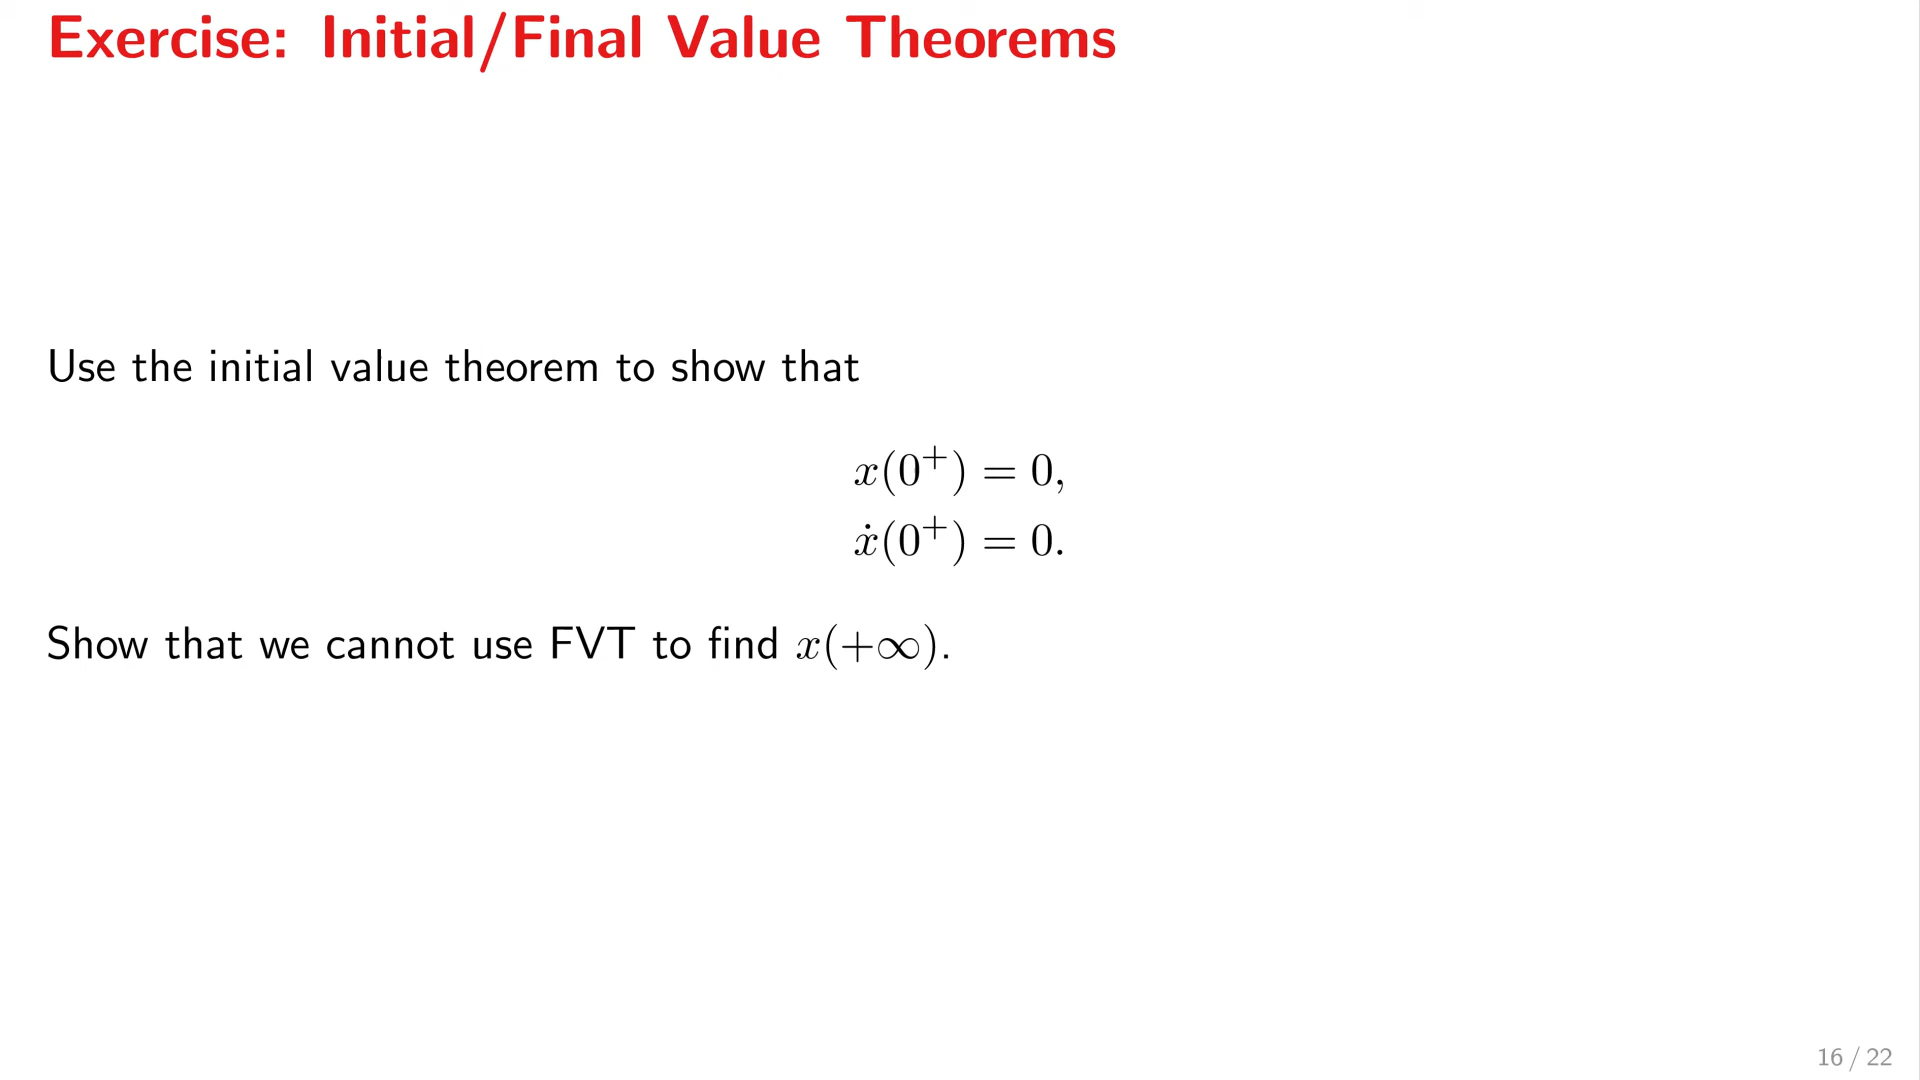 Exercise: Initial/Final Value Theorems
Use the initial value theorem to show that
x(0⁺) = 0,
ẋ(0⁺) = 0.
Show that we cannot use FVT to find x(+∞).
16 / 22